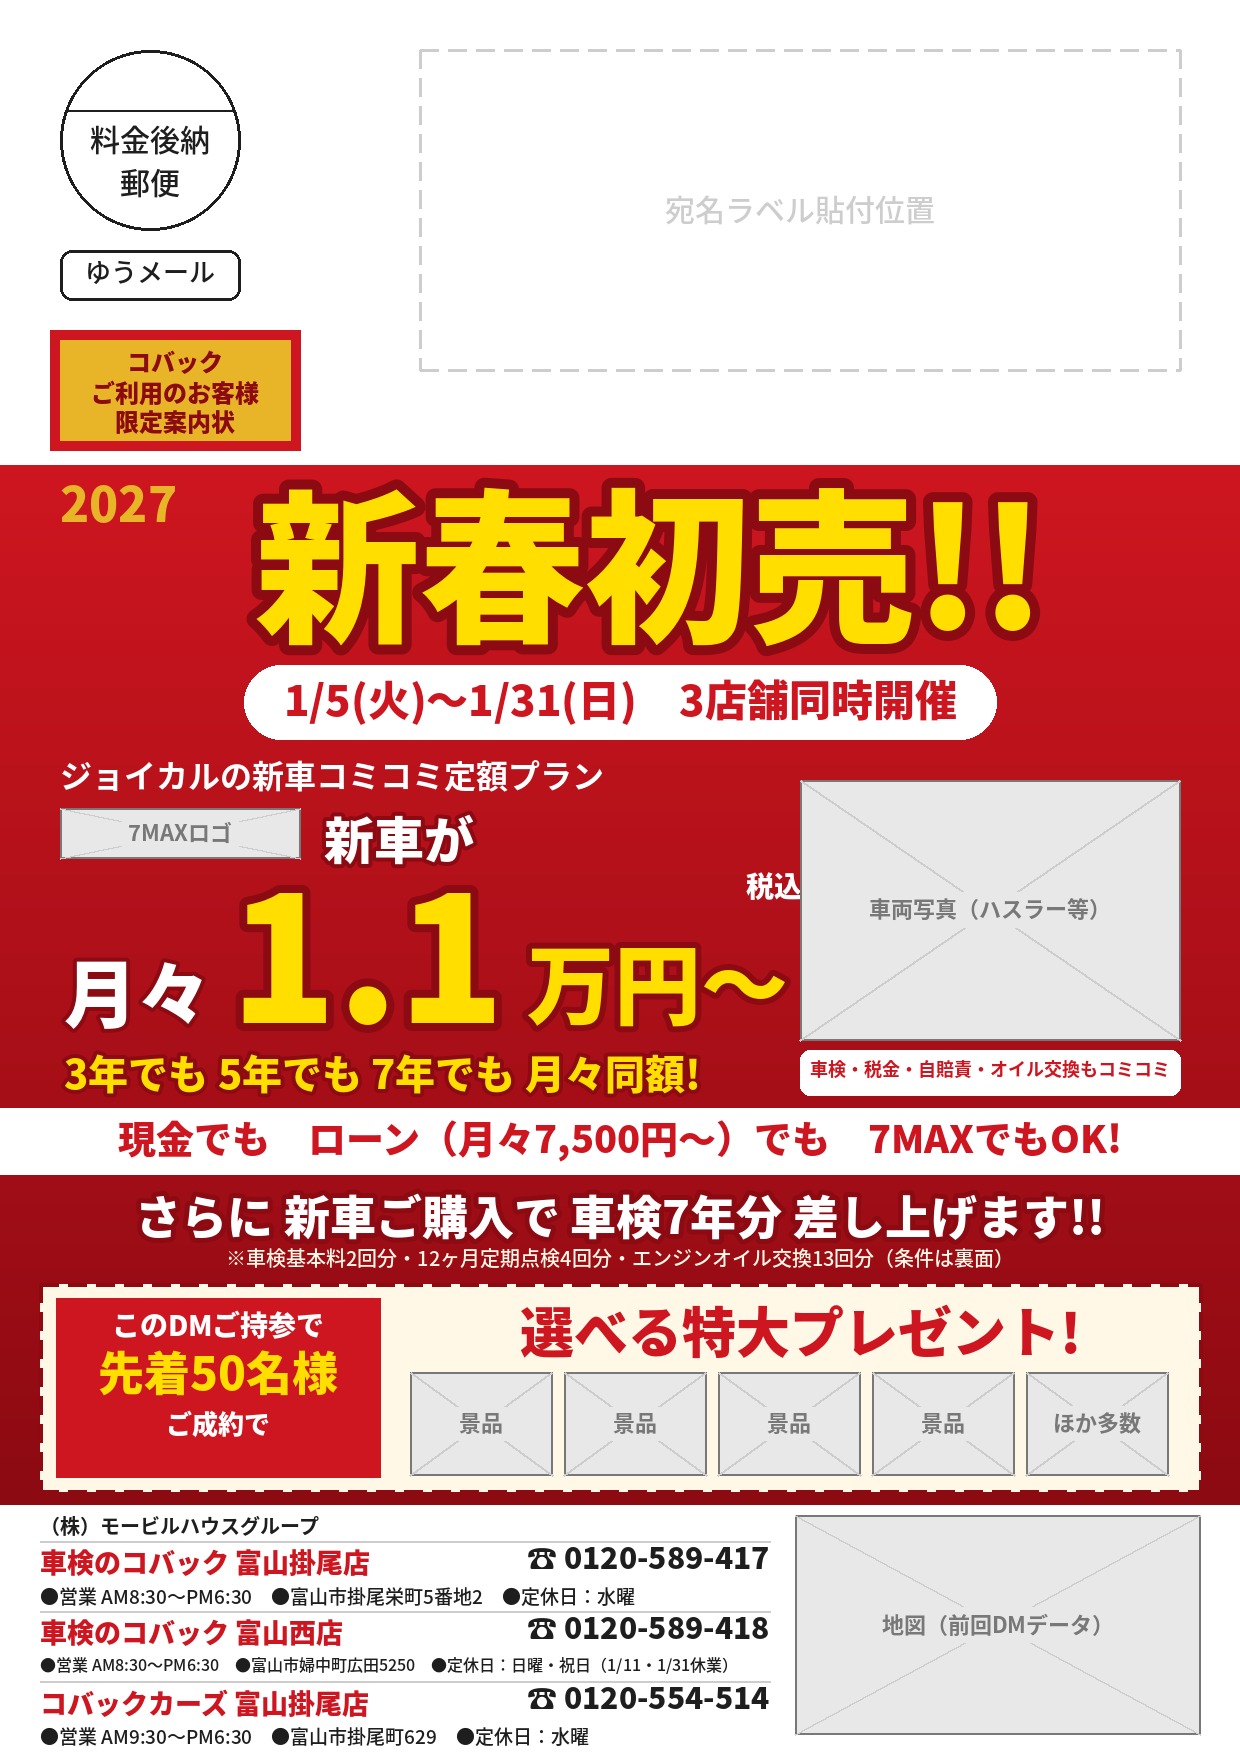 料金後納
郵便
ゆうメール
宛名ラベル貼付位置
コバック
ご利用のお客様
限定案内状
2027
新春初売!!
1/5(火)〜1/31(日)　3店舗同時開催
ジョイカルの新車コミコミ定額プラン
7MAXロゴ
新車が
税込
月々 1.1 万円〜
車両写真（ハスラー等）
3年でも 5年でも 7年でも 月々同額!
車検・税金・自賠責・オイル交換もコミコミ
現金でも　ローン（月々7,500円〜）でも　7MAXでもOK!
さらに 新車ご購入で 車検7年分 差し上げます!!
※車検基本料2回分・12ヶ月定期点検4回分・エンジンオイル交換13回分（条件は裏面）
このDMご持参で
先着50名様
ご成約で
選べる特大プレゼント!
景品
景品
景品
景品
ほか多数
（株）モービルハウスグループ
車検のコバック 富山掛尾店 ☎ 0120-589-417
●営業 AM8:30〜PM6:30　●富山市掛尾栄町5番地2　●定休日：水曜
車検のコバック 富山西店 ☎ 0120-589-418
●営業 AM8:30〜PM6:30　●富山市婦中町広田5250　●定休日：日曜・祝日（1/11・1/31休業）
コバックカーズ 富山掛尾店 ☎ 0120-554-514
●営業 AM9:30〜PM6:30　●富山市掛尾町629　●定休日：水曜
地図（前回DMデータ）